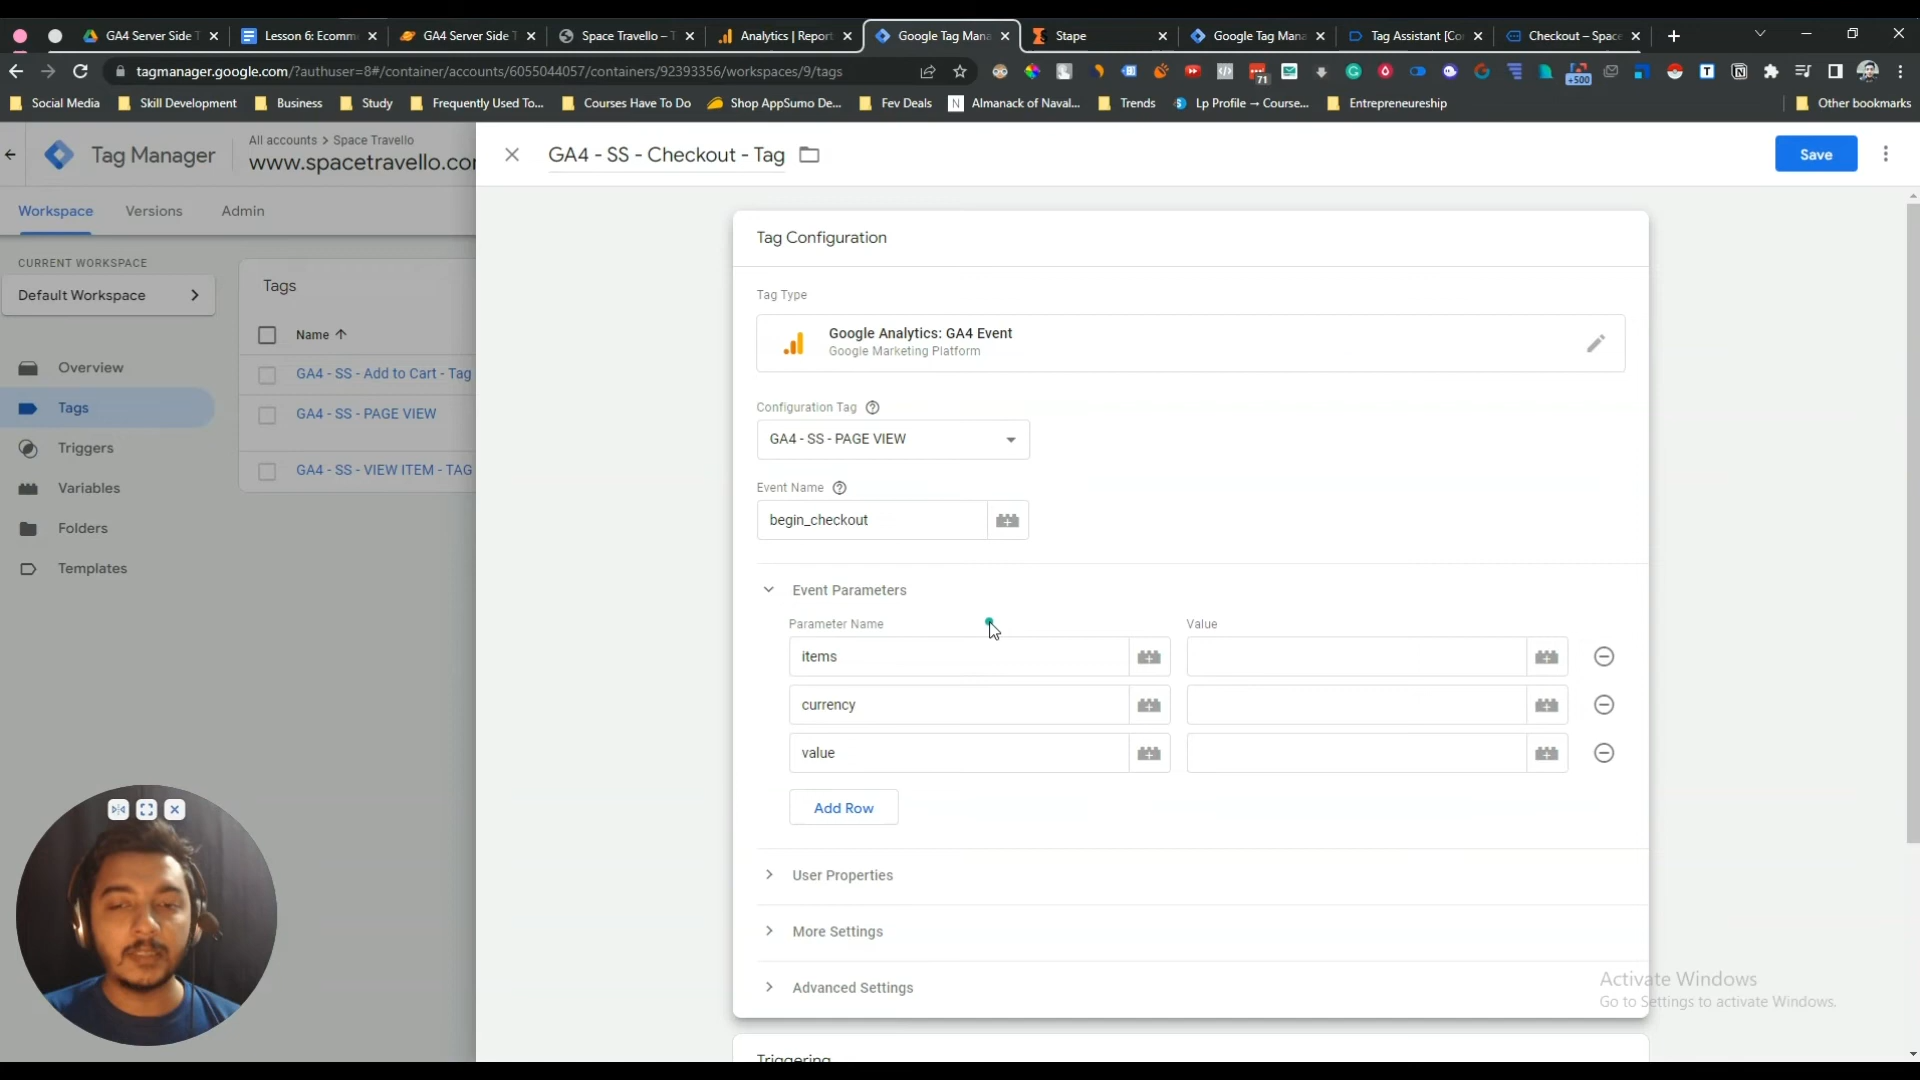 GA4 Server Side T
Lesson 6: Ecomm
GA4 Server Side T
Space Travello – T
Analytics | Report
Google Tag Mana
Stape
Google Tag Mana
Tag Assistant [Co
Checkout – Space
tagmanager.google.com/?authuser=8#/container/accounts/6055044057/containers/92393356/workspaces/9/tags
71
+500
Social Media
Skill Development
Business
Study
Frequently Used To...
Courses Have To Do
Shop AppSumo De...
Fev Deals
Almanack of Naval...
Trends
Lp Profile → Course...
Entrepreneurship
Other bookmarks
Tag Manager
All accounts > Space Travello
www.spacetravello.com
GA4 - SS - Checkout - Tag
Save
Workspace
Versions
Admin
CURRENT WORKSPACE
Default Workspace
Overview
Tags
Triggers
Variables
Folders
Templates
Tags
Name
GA4 - SS - Add to Cart - Tag
GA4 - SS - PAGE VIEW
GA4 - SS - VIEW ITEM - TAG
Tag Configuration
Tag Type
Google Analytics: GA4 Event
Google Marketing Platform
Configuration Tag
GA4 - SS - PAGE VIEW
Event Name
begin_checkout
Event Parameters
Parameter Name
Value
items
currency
value
Add Row
User Properties
More Settings
Advanced Settings
Triggering
Activate Windows
Go to Settings to activate Windows.